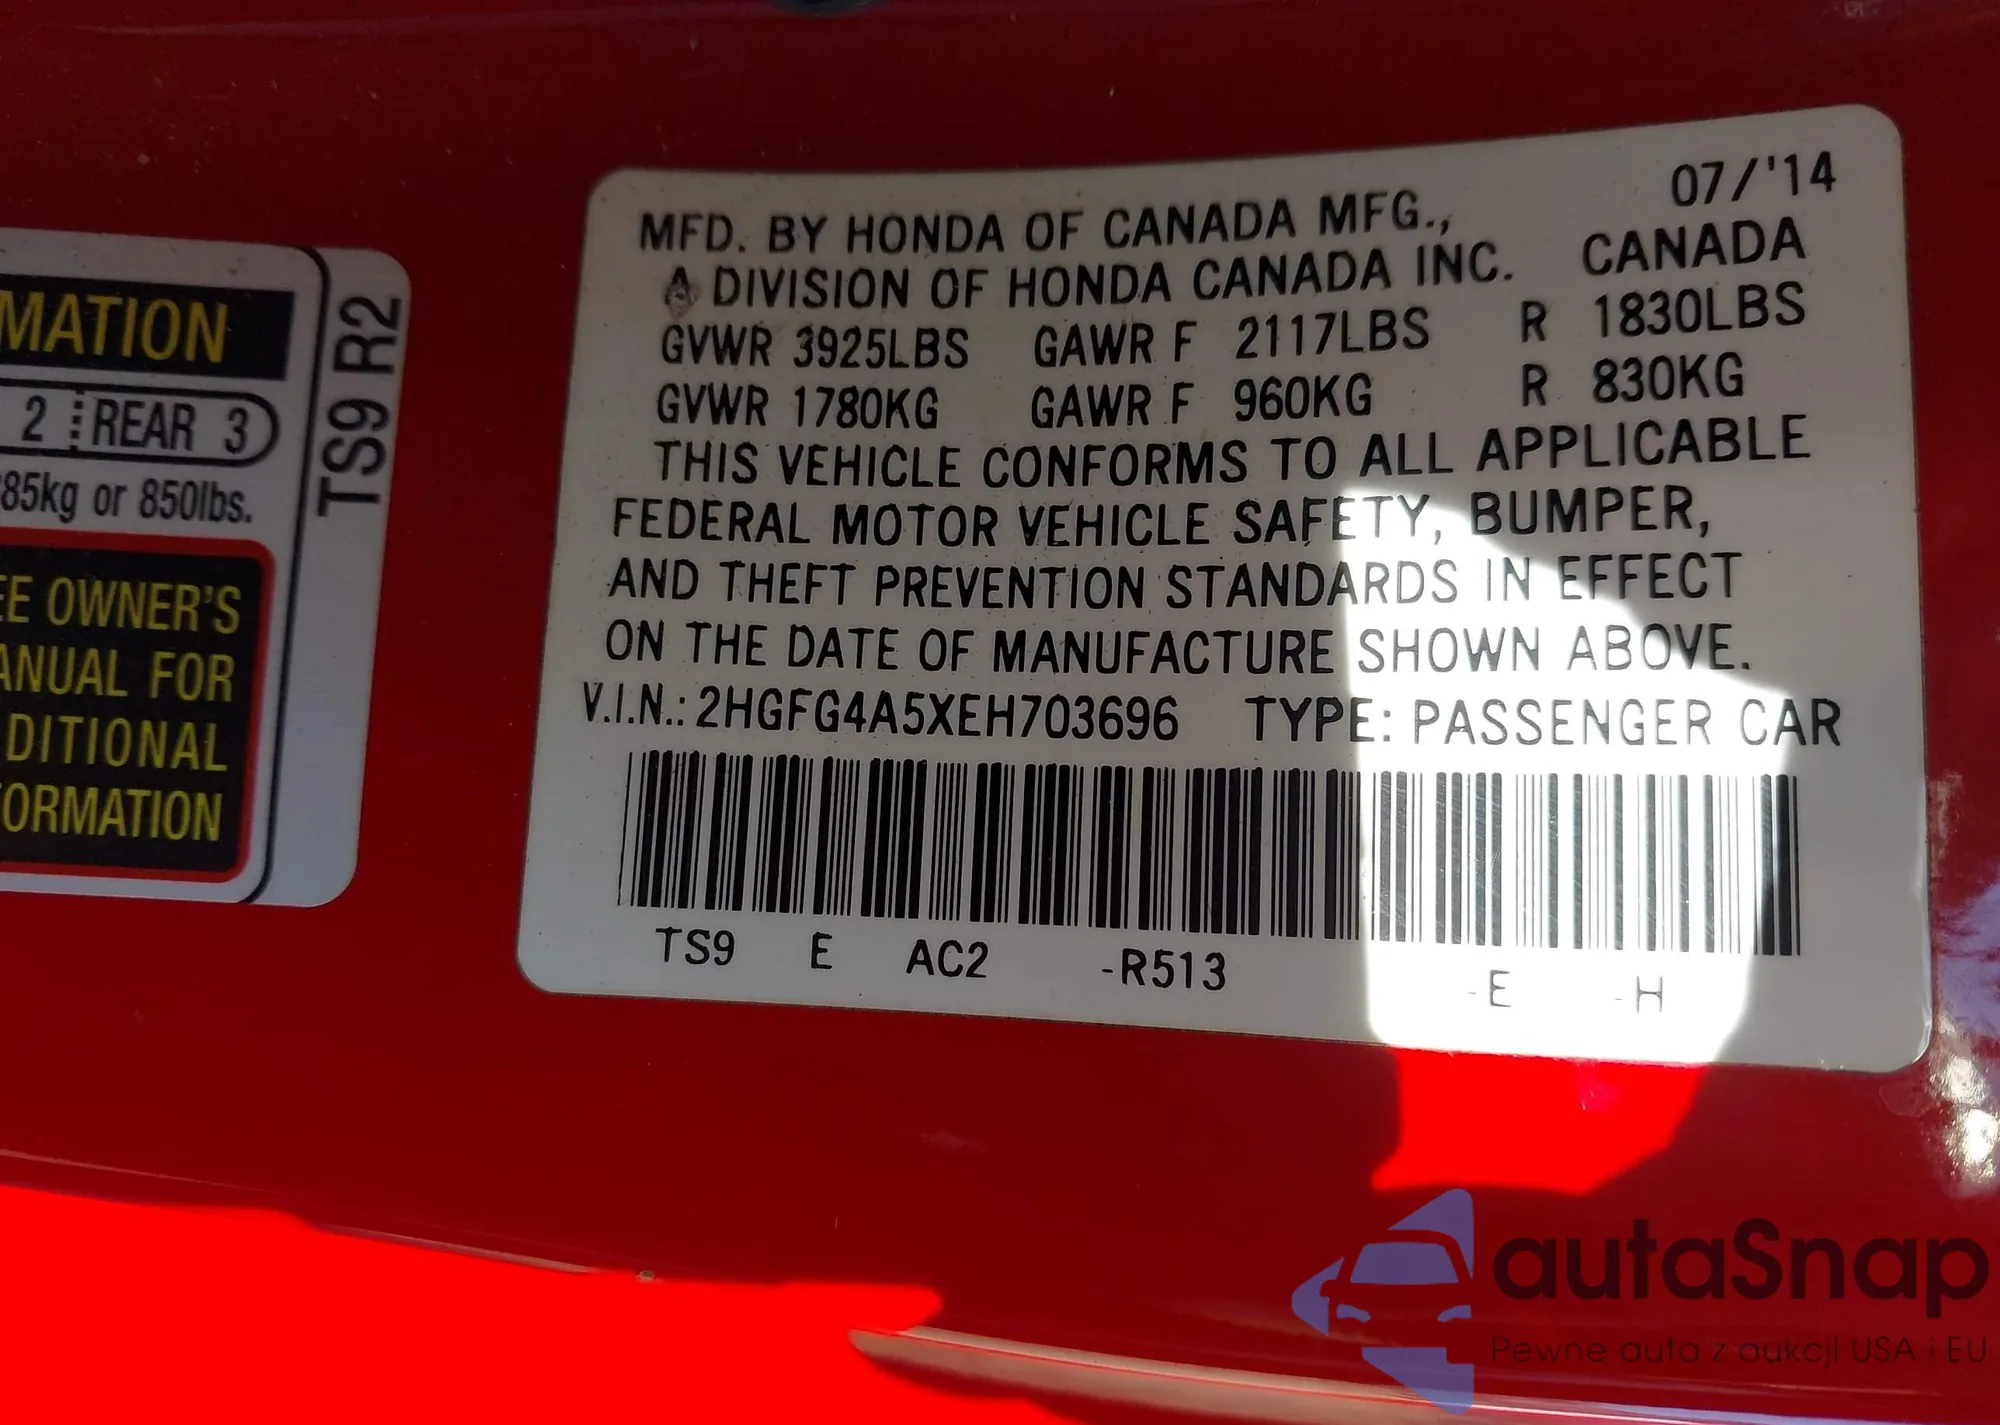 MATION
2 REAR 3
85kg or 850lbs.
EE OWNER'S
ANUAL FOR
DITIONAL
FORMATION
TS9 R2
07/'14
MFD. BY HONDA OF CANADA MFG.,
A DIVISION OF HONDA CANADA INC. CANADA
GVWR 3925LBS GAWR F 2117LBS R 1830LBS
GVWR 1780KG GAWR F 960KG R 830KG
THIS VEHICLE CONFORMS TO ALL APPLICABLE
FEDERAL MOTOR VEHICLE SAFETY, BUMPER,
AND THEFT PREVENTION STANDARDS IN EFFECT
ON THE DATE OF MANUFACTURE SHOWN ABOVE.
V.I.N.: 2HGFG4A5XEH703696 TYPE: PASSENGER CAR
TS9 E AC2 -R513 -E -H
autaSnap
Pewne auta z aukcji USA i EU